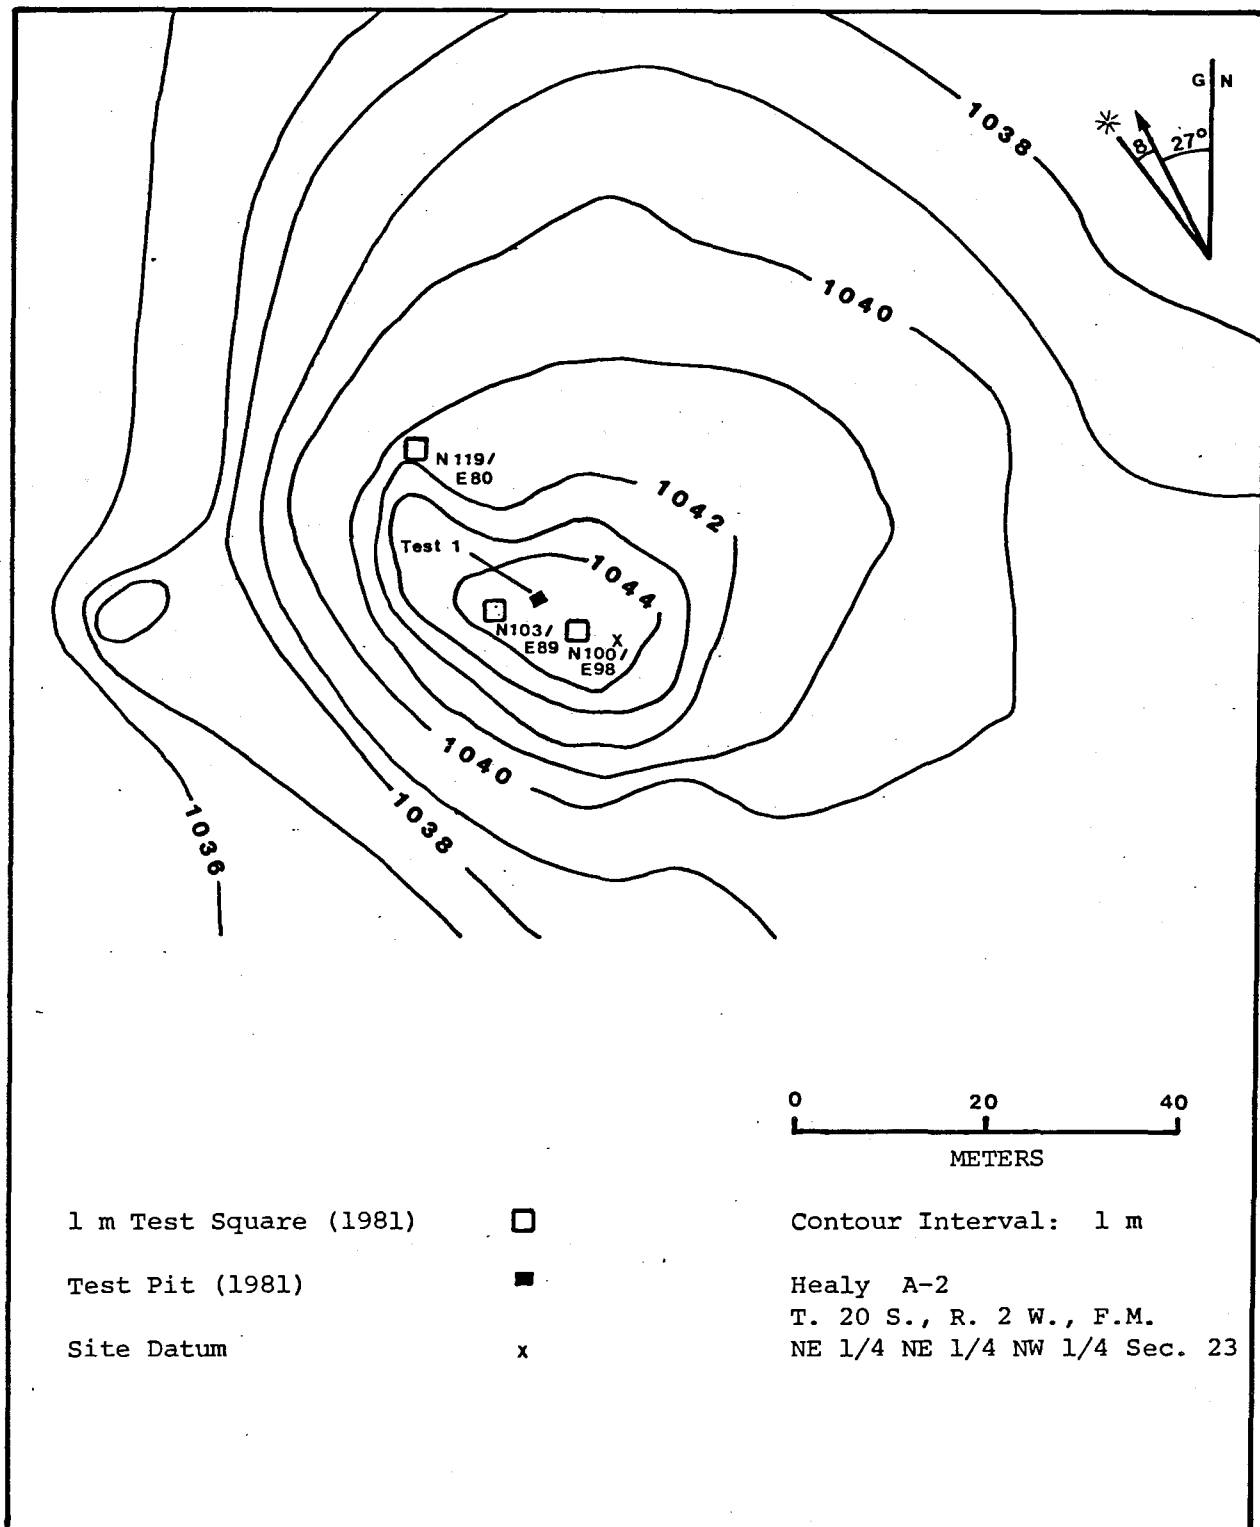 G N
8
27°
1038
1040
N 119/
E 80
1042
Test 1
1044
N103/
E89
N100/
E98
X
1040
1038
1036
0 20 40
METERS
1 m Test Square (1981)
Test Pit (1981)
Site Datum x
Contour Interval: 1 m
Healy A-2
T. 20 S., R. 2 W., F.M.
NE 1/4 NE 1/4 NW 1/4 Sec. 23